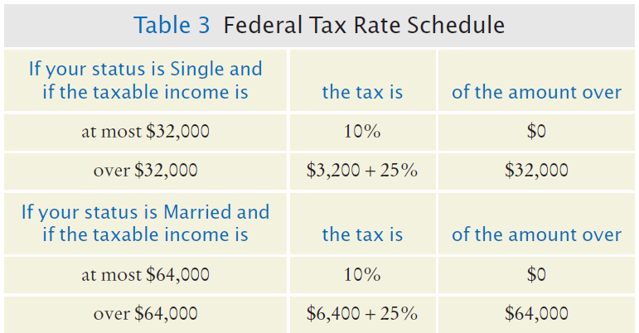 Table 3 Federal Tax Rate Schedule
If your status is Single and
if the taxable income is the tax is of the amount over
at most $32,000 10% $0
over $32,000 $3,200 + 25% $32,000
If your status is Married and
if the taxable income is the tax is of the amount over
at most $64,000 10% $0
over $64,000 $6,400 + 25% $64,000